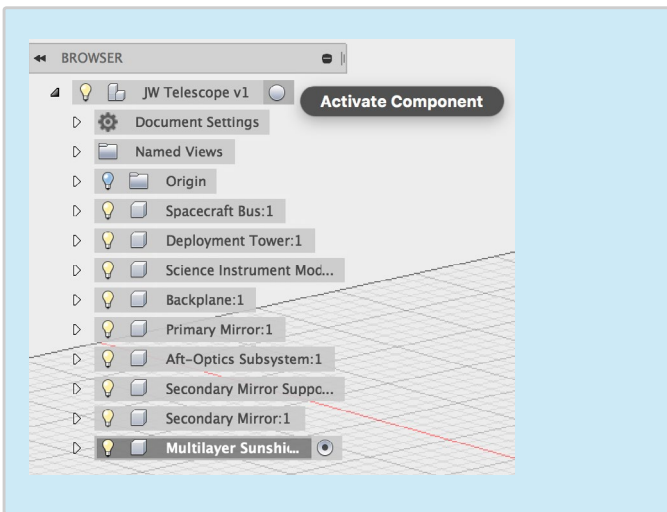 BROWSER
JW Telescope v1
Activate Component
Document Settings
Named Views
Origin
Spacecraft Bus:1
Deployment Tower:1
Science Instrument Mod...
Backplane:1
Primary Mirror:1
Aft-Optics Subsystem:1
Secondary Mirror Suppo...
Secondary Mirror:1
Multilayer Sunshi...